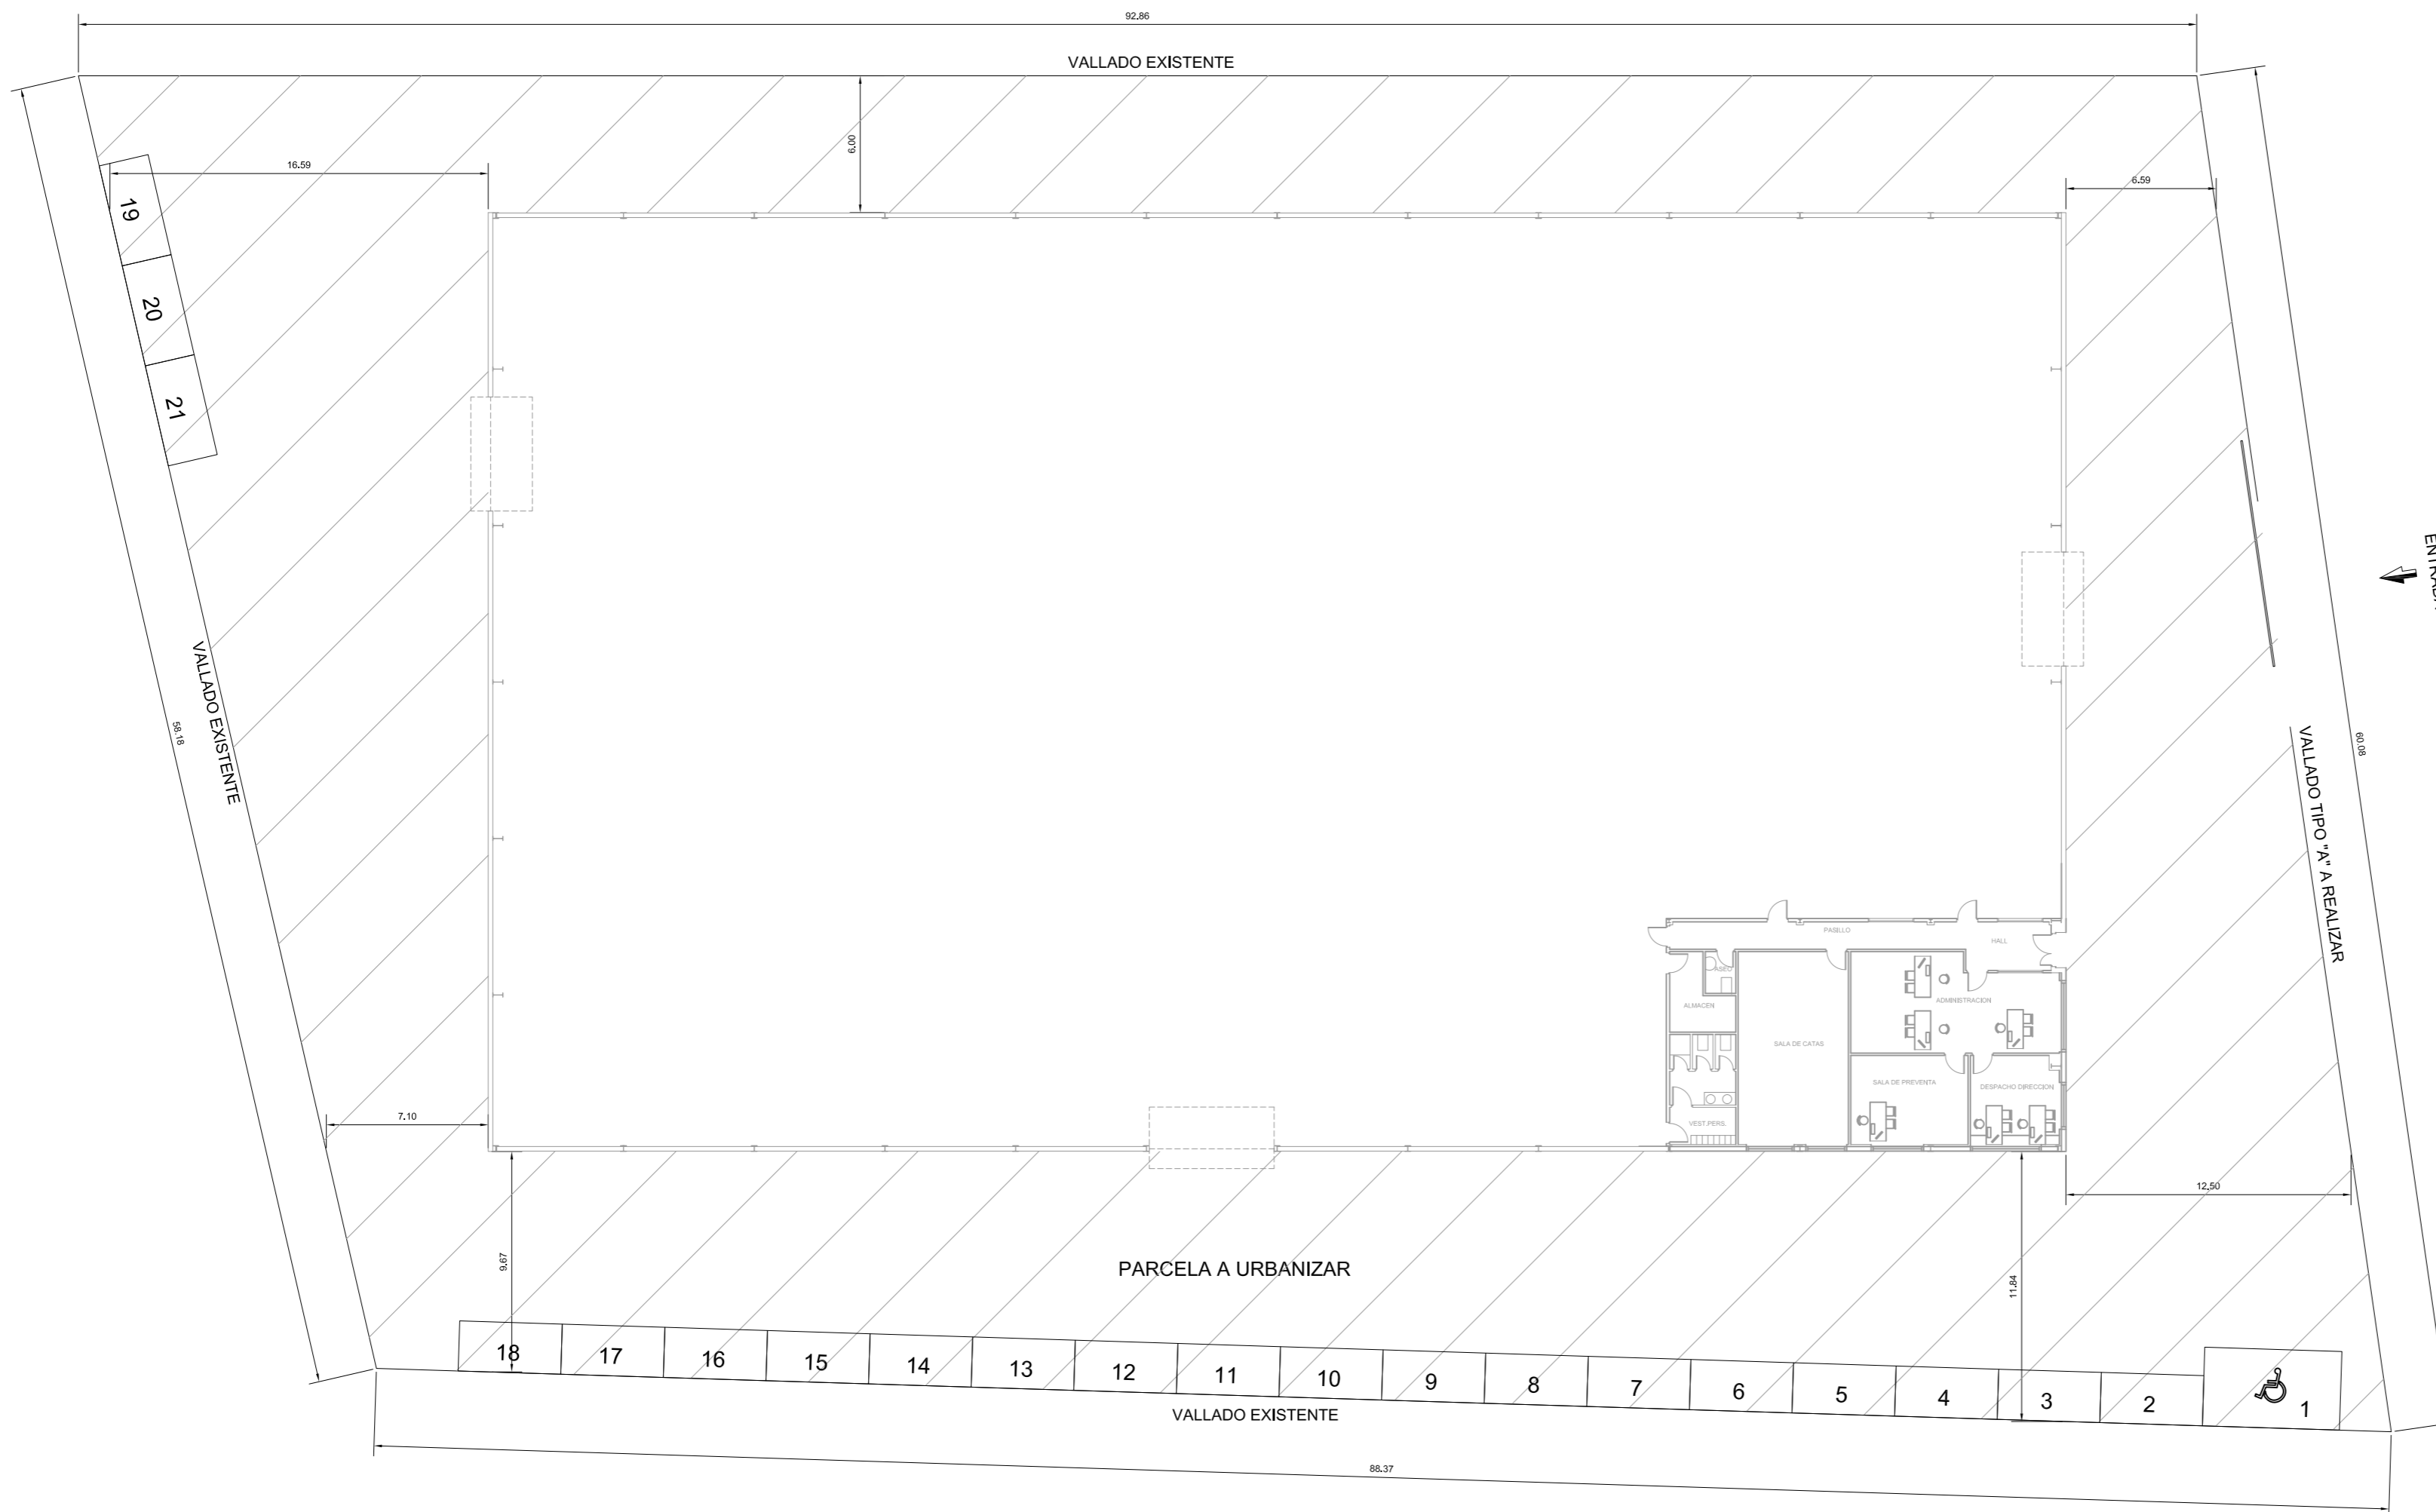 92.86
VALLADO EXISTENTE
6.00
16.59
6.59
19
20
21
ENTRADA
VALLADO EXISTENTE
58.18
VALLADO TIPO "A" A REALIZAR
60.08
PASILLO
HALL
ASEO
ALMACEN
ADMINISTRACION
SALA DE CATAS
SALA DE PREVENTA
DESPACHO DIRECCION
VEST.PERS.
7.10
12.50
9.67
11.84
PARCELA A URBANIZAR
18 17 16 15 14 13 12 11 10 9 8 7 6 5 4 3 2 1
VALLADO EXISTENTE
88.37